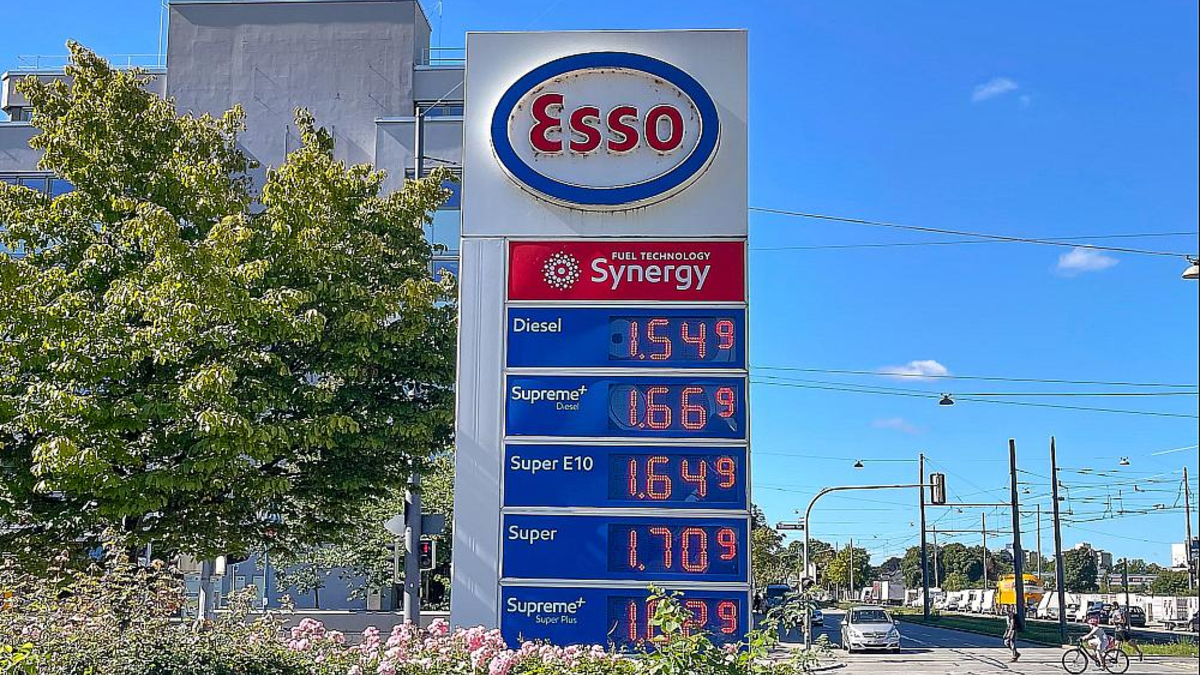 Esso
FUEL TECHNOLOGY
Synergy
Diesel 1.549
Supreme+ 1.669
Diesel
Super E10 1.649
Super 1.709
Supreme+
Super Plus